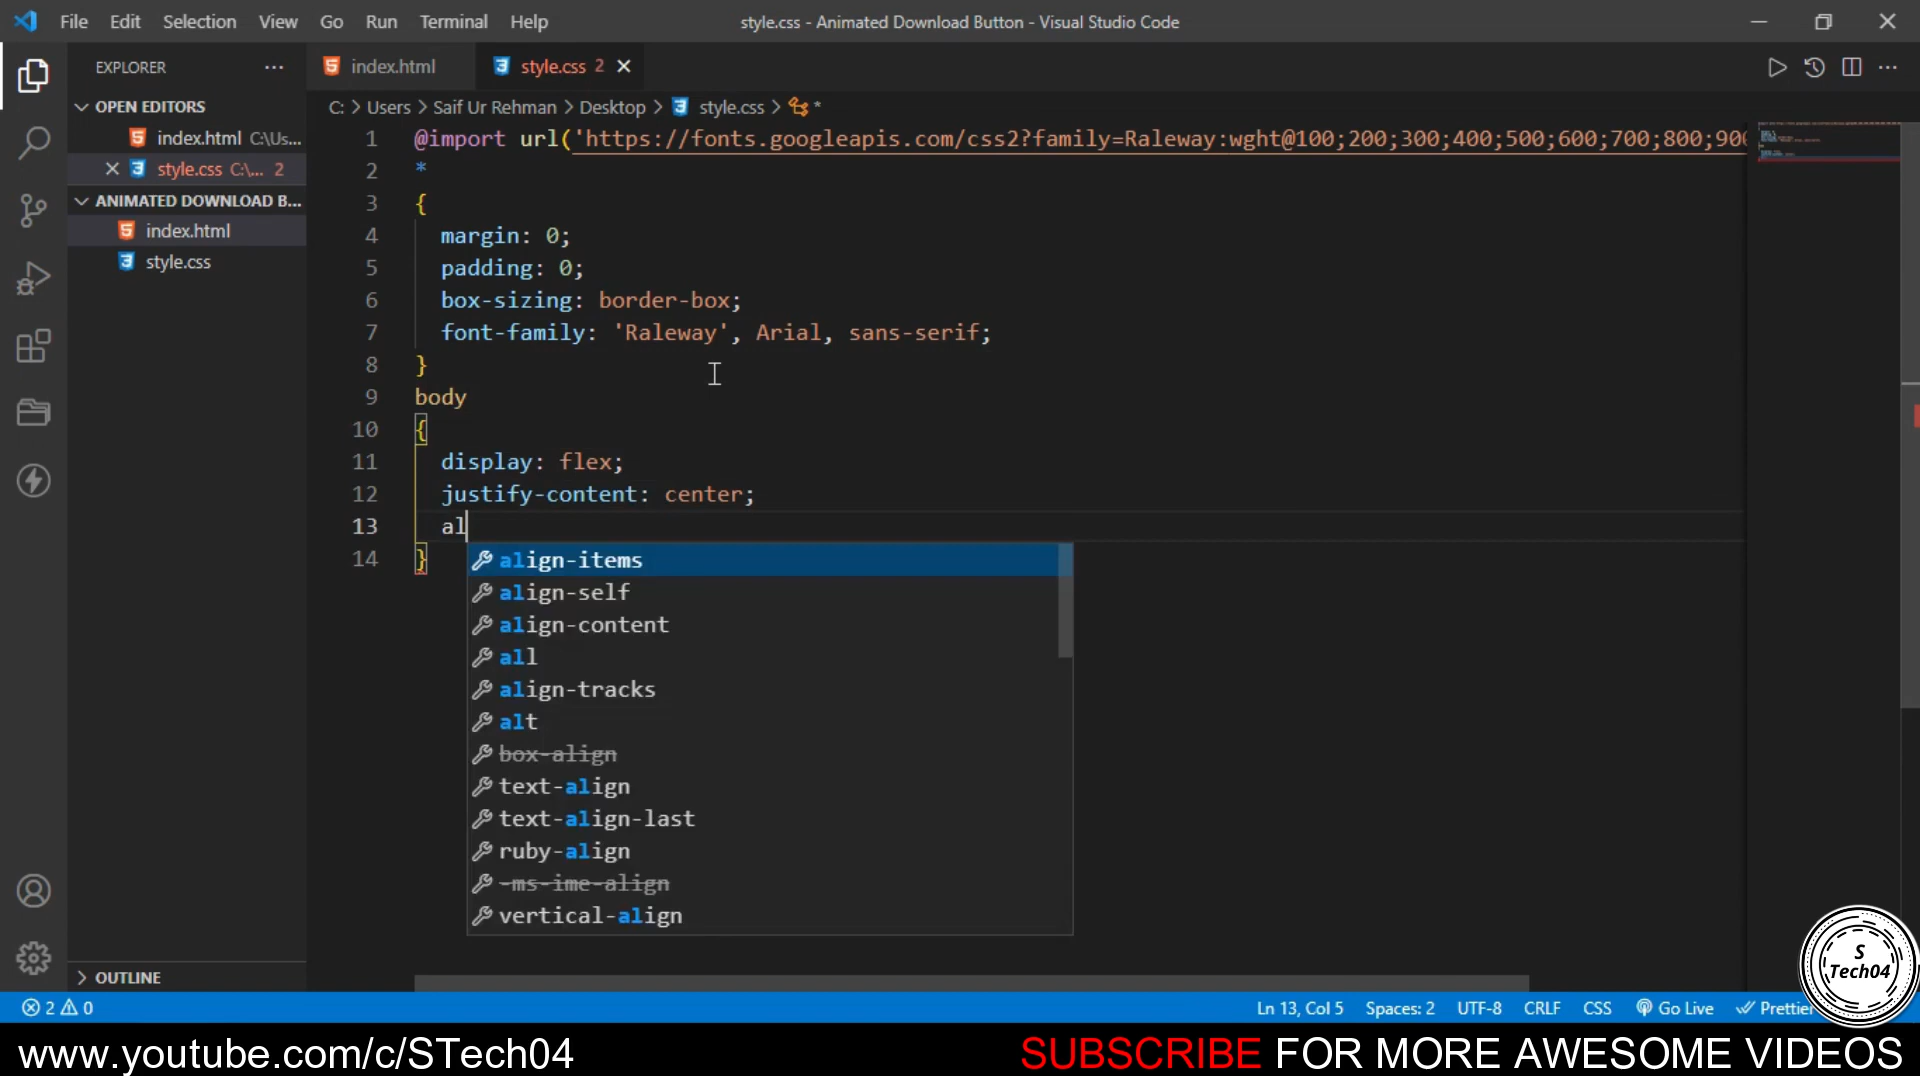 File Edit Selection View Go Run Terminal Help
style.css - Animated Download Button - Visual Studio Code
EXPLORER
OPEN EDITORS
index.html C:\Us...
style.css C:\... 2
ANIMATED DOWNLOAD B...
index.html
style.css
OUTLINE
index.html
style.css 2
C: > Users > Saif Ur Rehman > Desktop > style.css > *
1 @import url('https://fonts.googleapis.com/css2?family=Raleway:wght@100;200;300;400;500;600;700;800;900
2 *
3 {
4 margin: 0;
5 padding: 0;
6 box-sizing: border-box;
7 font-family: 'Raleway', Arial, sans-serif;
8 }
9 body
10 {
11 display: flex;
12 justify-content: center;
13 al
14 }
align-items
align-self
align-content
all
align-tracks
alt
box-align
text-align
text-align-last
ruby-align
-ms-ime-align
vertical-align
2 0
Ln 13, Col 5 Spaces: 2 UTF-8 CRLF CSS Go Live Prettier
S
Tech04
www.youtube.com/c/STech04
SUBSCRIBE FOR MORE AWESOME VIDEOS